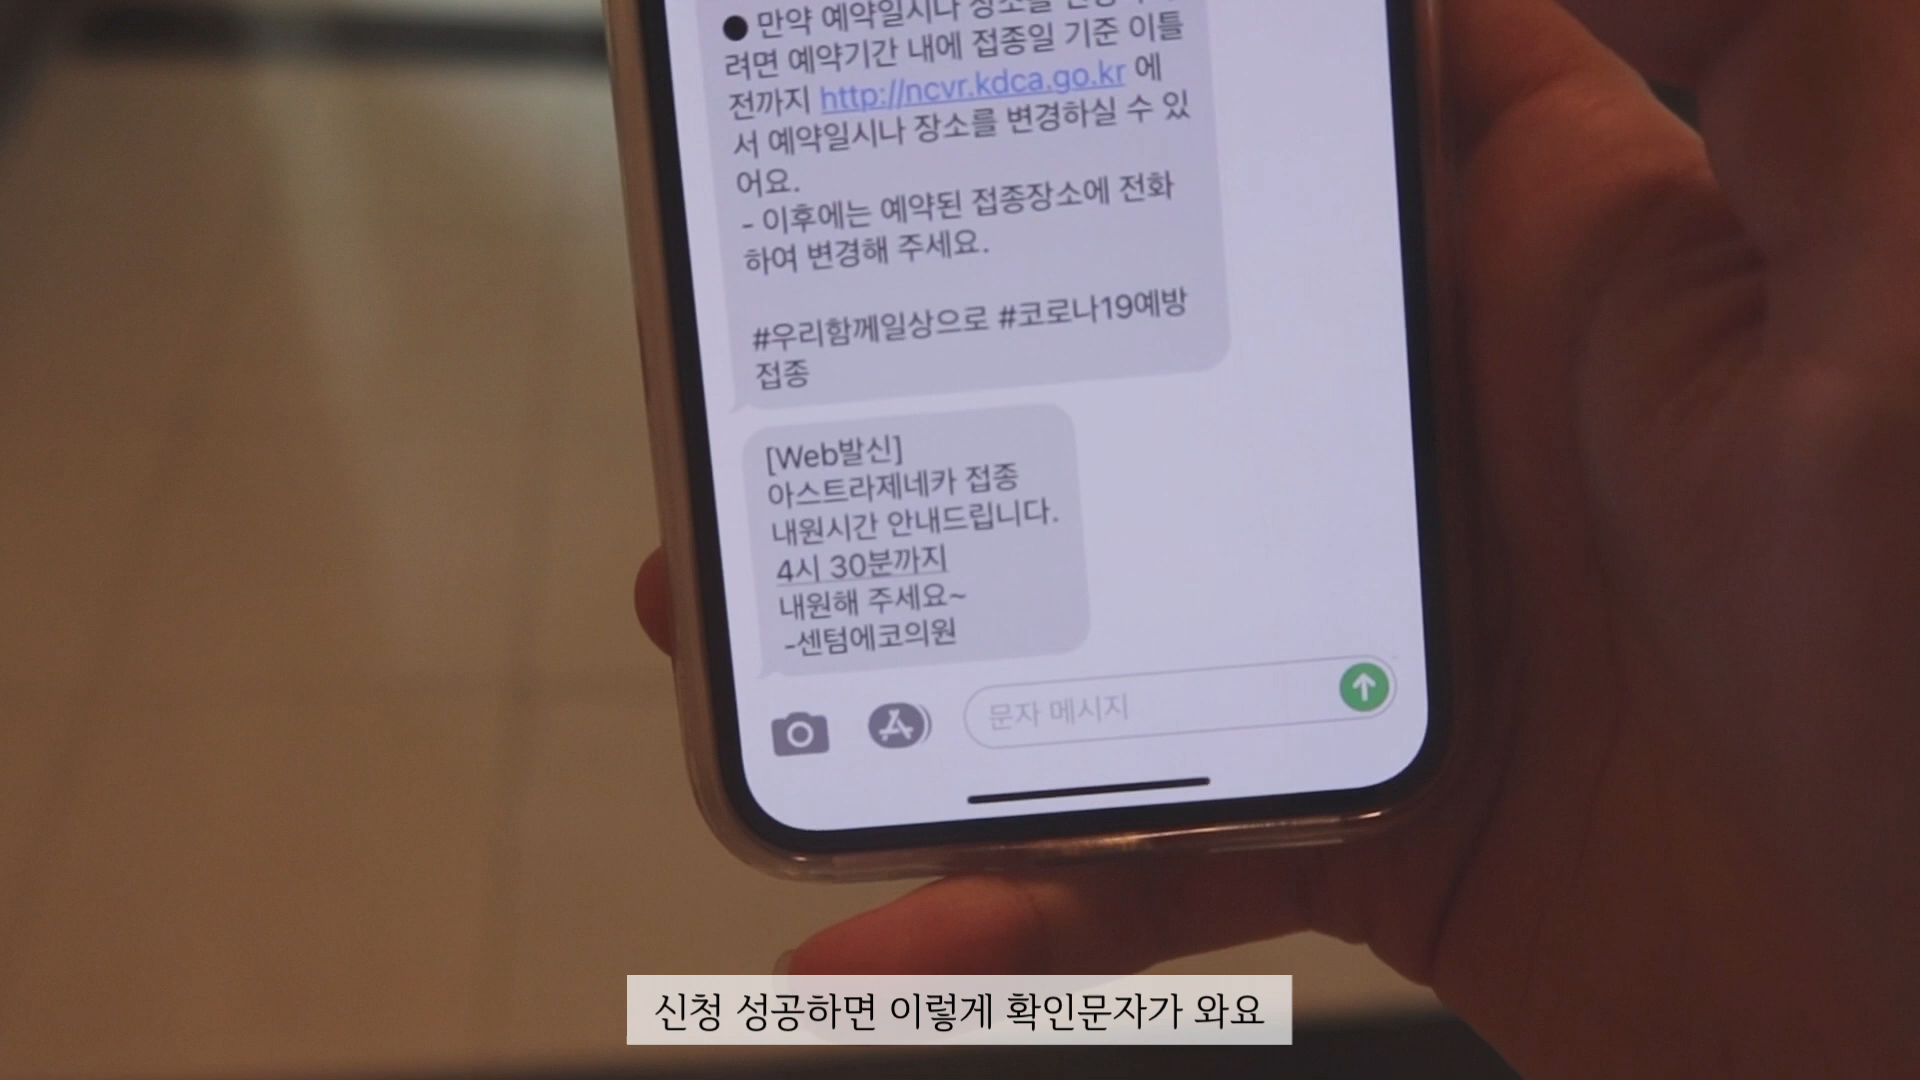 ● 만약 예약일시나 장소를
려면 예약기간 내에 접종일 기준 이틀
전까지 http://ncvr.kdca.go.kr 에
서 예약일시나 장소를 변경하실 수 있
어요.
- 이후에는 예약된 접종장소에 전화
하여 변경해 주세요.
#우리함께일상으로 #코로나19예방
접종
[Web발신]
아스트라제네카 접종
내원시간 안내드립니다.
4시 30분까지
내원해 주세요~
-센텀에코의원
문자 메시지
신청 성공하면 이렇게 확인문자가 와요